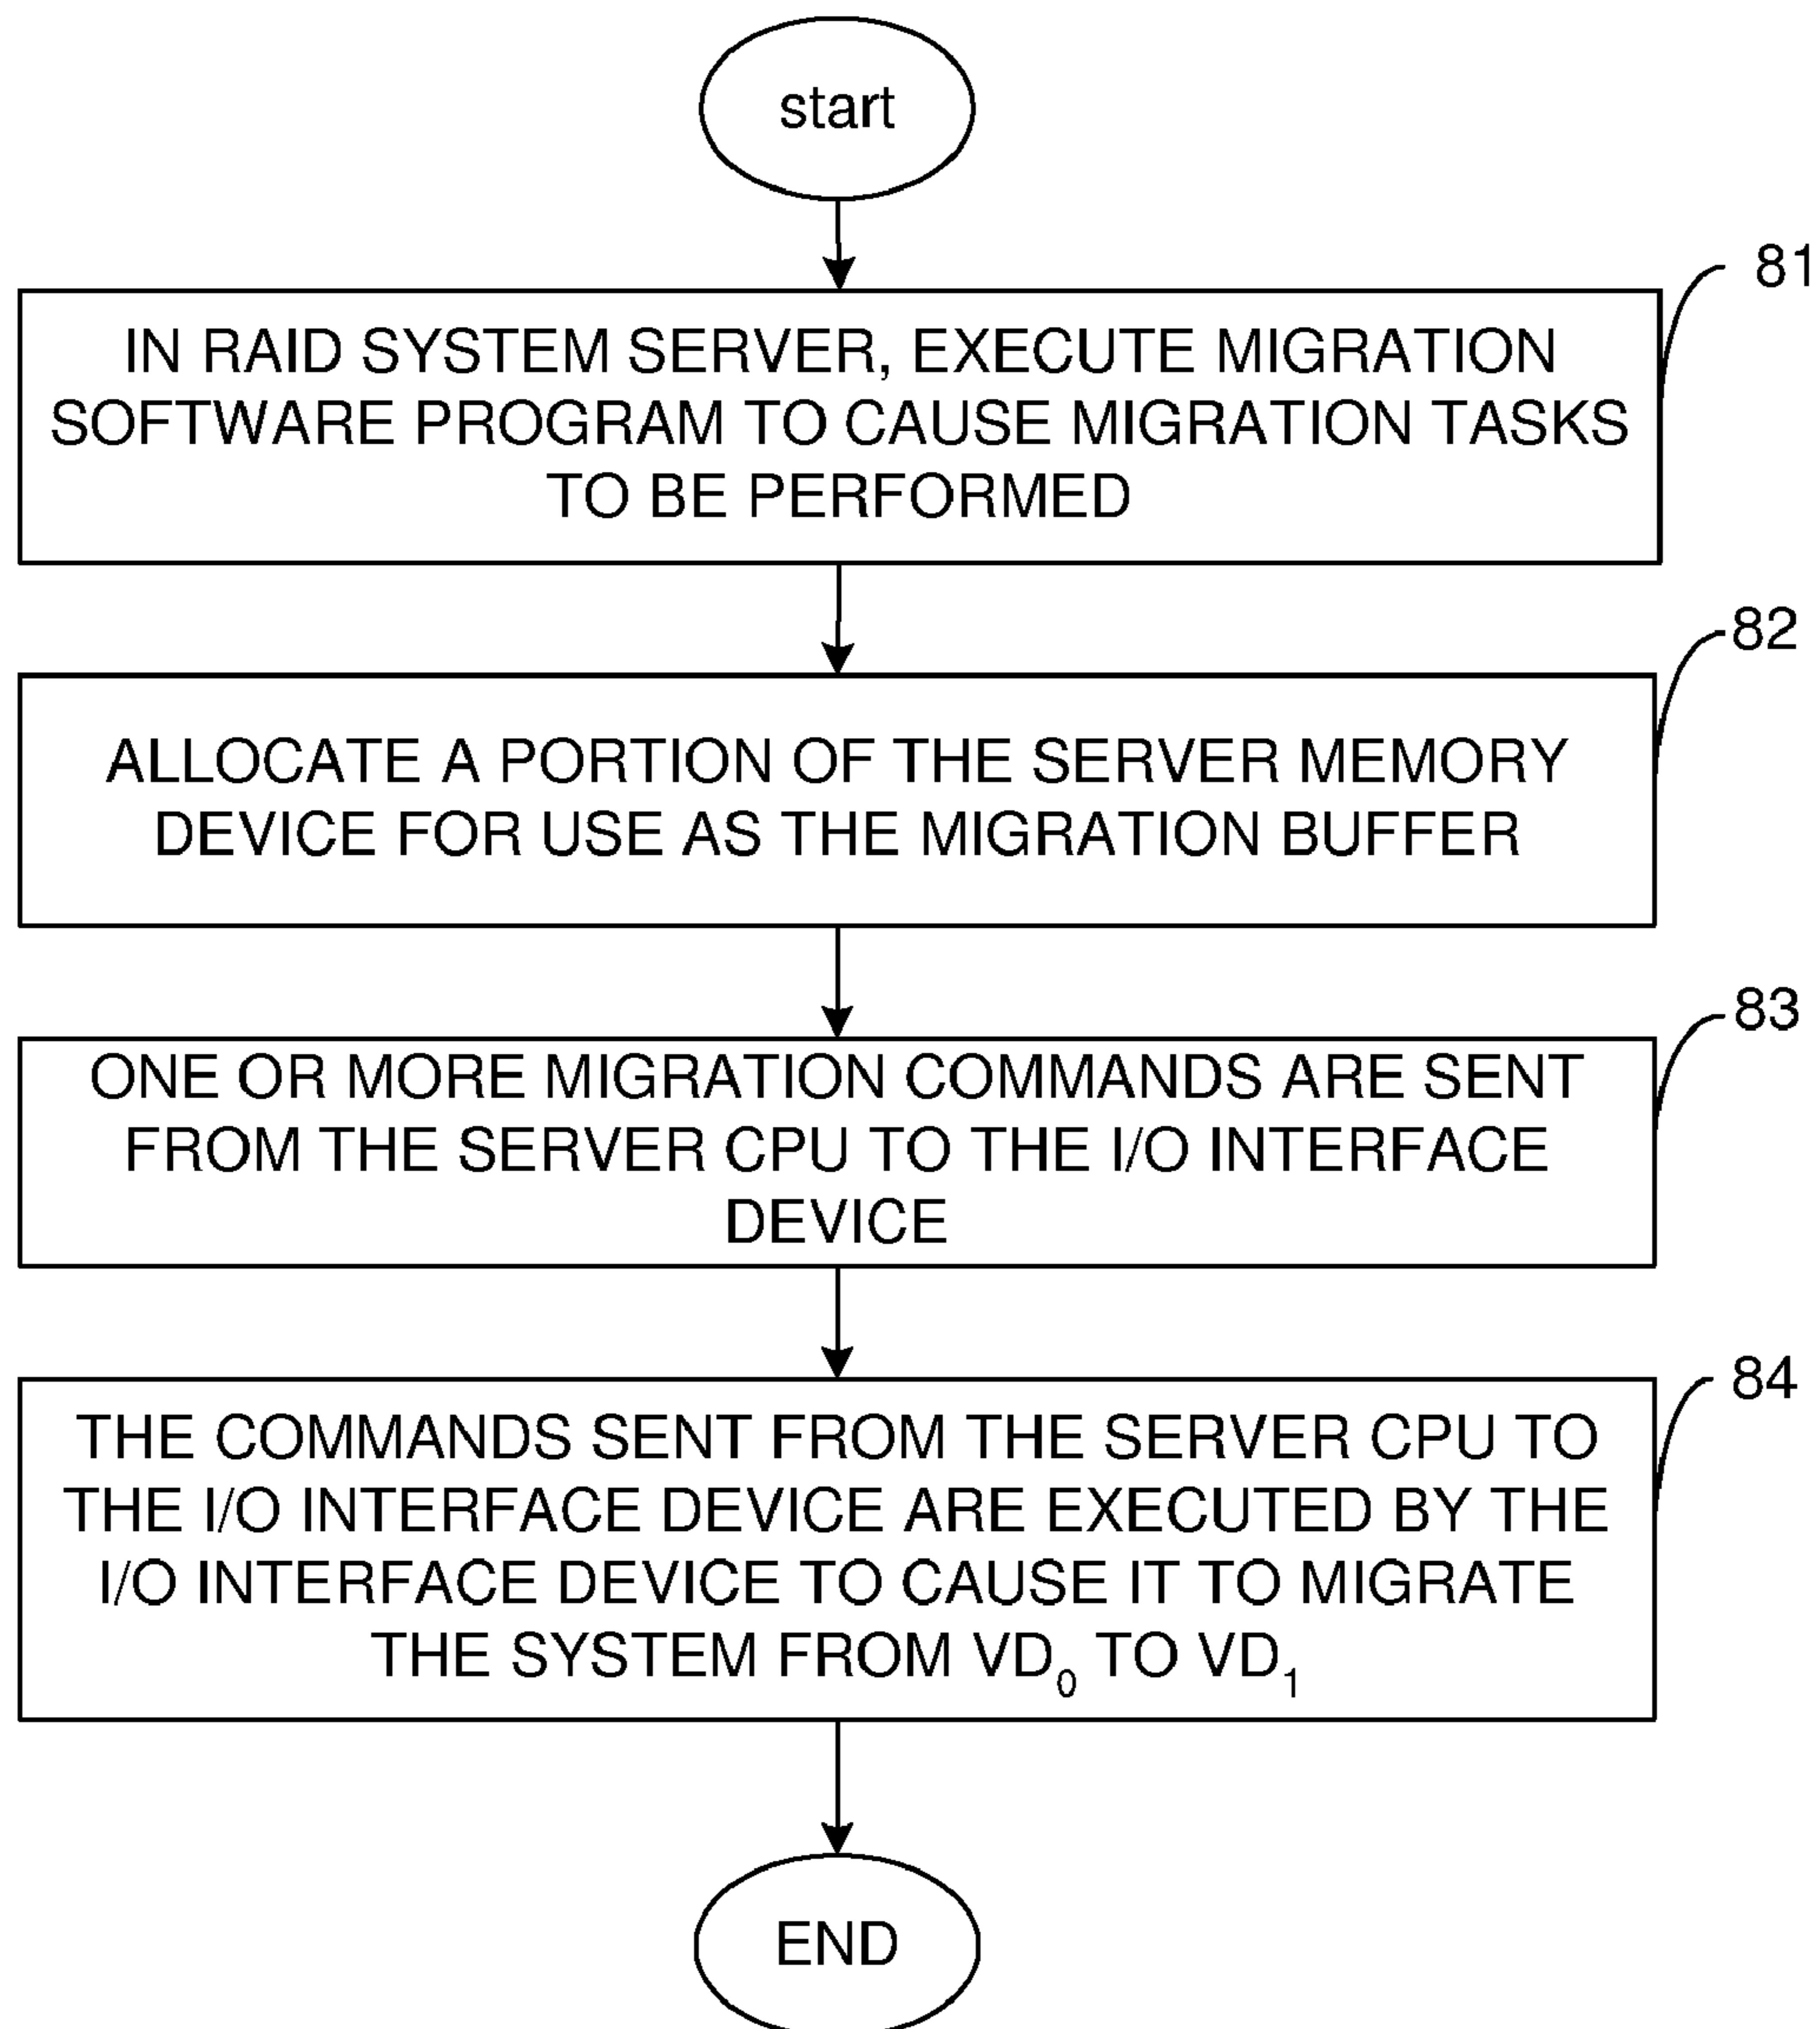 start
81
IN RAID SYSTEM SERVER, EXECUTE MIGRATION
SOFTWARE PROGRAM TO CAUSE MIGRATION TASKS
TO BE PERFORMED
82
ALLOCATE A PORTION OF THE SERVER MEMORY
DEVICE FOR USE AS THE MIGRATION BUFFER
83
ONE OR MORE MIGRATION COMMANDS ARE SENT
FROM THE SERVER CPU TO THE I/O INTERFACE
DEVICE
84
THE COMMANDS SENT FROM THE SERVER CPU TO
THE I/O INTERFACE DEVICE ARE EXECUTED BY THE
I/O INTERFACE DEVICE TO CAUSE IT TO MIGRATE
THE SYSTEM FROM VD₀ TO VD₁
END